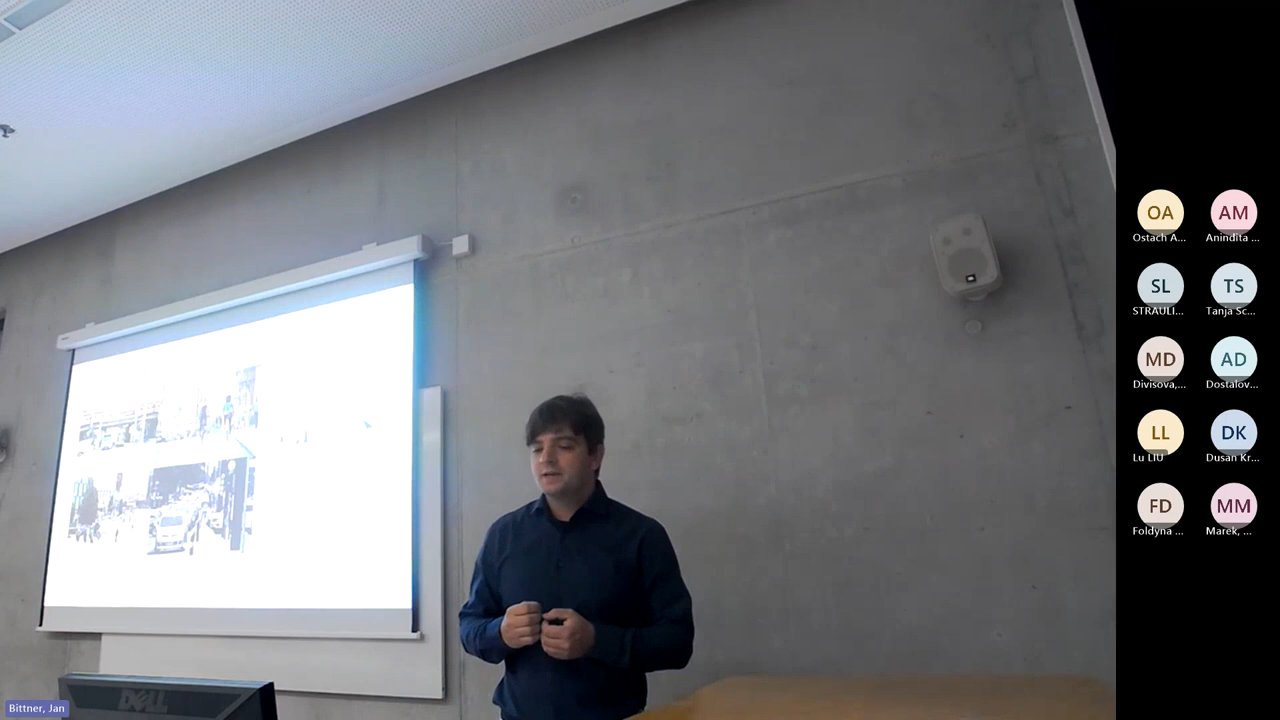 OA
AM
Ostach A...
Anindita ...
SL
TS
STRAULI...
Tanja Sc...
MD
AD
Divisova,...
Dostalov...
LL
DK
Lu LIU
Dusan Kr...
FD
MM
Foldyna ...
Marek, ...
DELL
Bittner, Jan